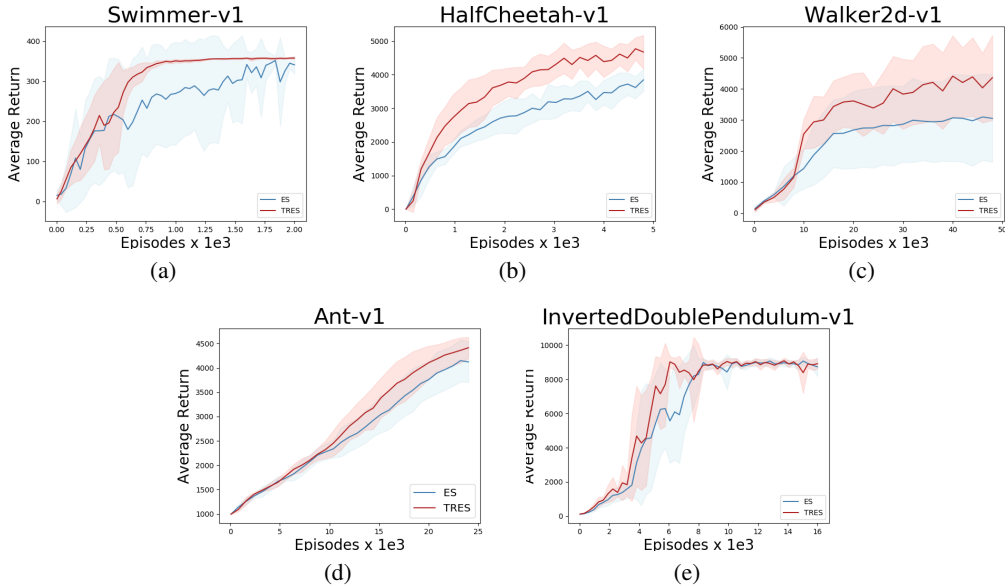 Swimmer-v1
Average Return
400
300
200
100
0
0.00 0.25 0.50 0.75 1.00 1.25 1.50 1.75 2.00
Episodes x 1e3
ES
TRES
(a)
HalfCheetah-v1
Average Return
5000
4000
3000
2000
1000
0
0 1 2 3 4 5
Episodes x 1e3
ES
TRES
(b)
Walker2d-v1
Average Return
6000
5000
4000
3000
2000
1000
0
0 10 20 30 40 50
Episodes x 1e3
ES
TRES
(c)
Ant-v1
Average Return
4500
4000
3500
3000
2500
2000
1500
1000
0 5 10 15 20 25
Episodes x 1e3
ES
TRES
(d)
InvertedDoublePendulum-v1
Average Return
10000
8000
6000
4000
2000
0
0 2 4 6 8 10 12 14 16
Episodes x 1e3
ES
TRES
(e)